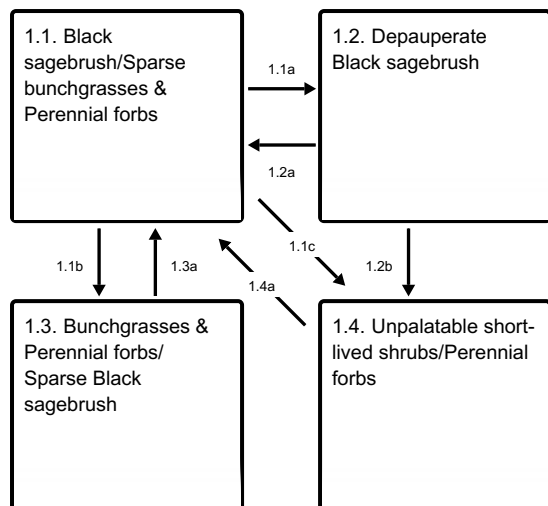 1.1. Black
sagebrush/Sparse
bunchgrasses &
Perennial forbs
1.1a
1.2. Depauperate
Black sagebrush
1.2a
1.1b
1.3a
1.4a
1.1c
1.2b
1.3. Bunchgrasses &
Perennial forbs/
Sparse Black
sagebrush
1.4. Unpalatable short-
lived shrubs/Perennial
forbs